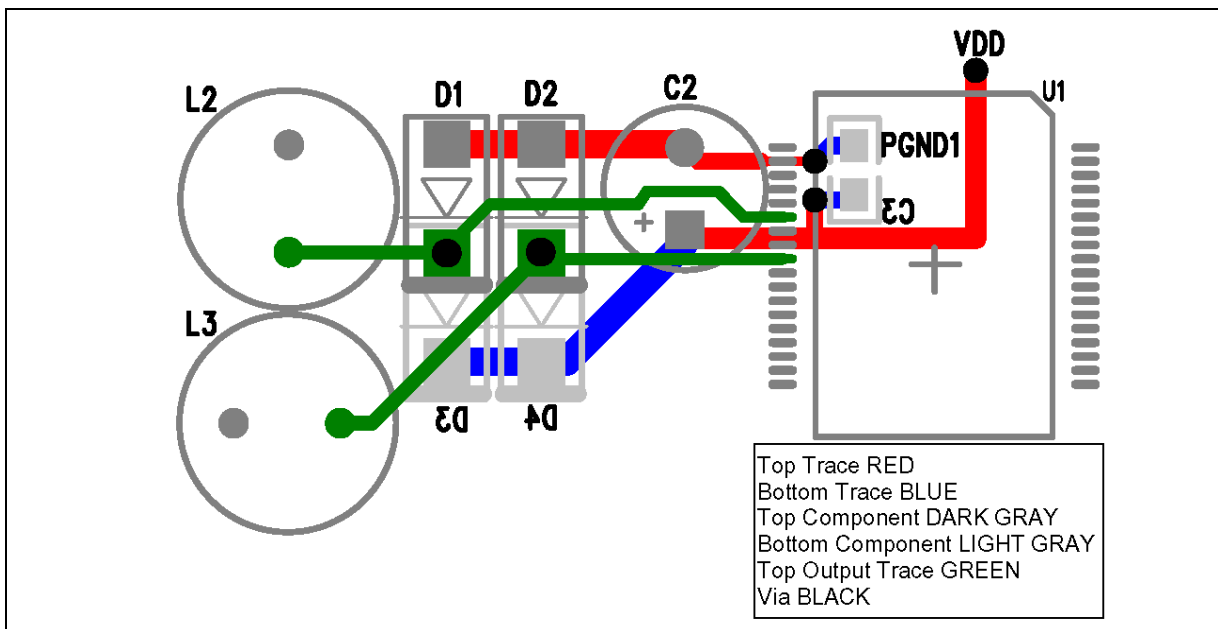 VDD
L2
D1
D2
C2
U1
PGND1
C3
L3
D3
D4
Top Trace RED
Bottom Trace BLUE
Top Component DARK GRAY
Bottom Component LIGHT GRAY
Top Output Trace GREEN
Via BLACK